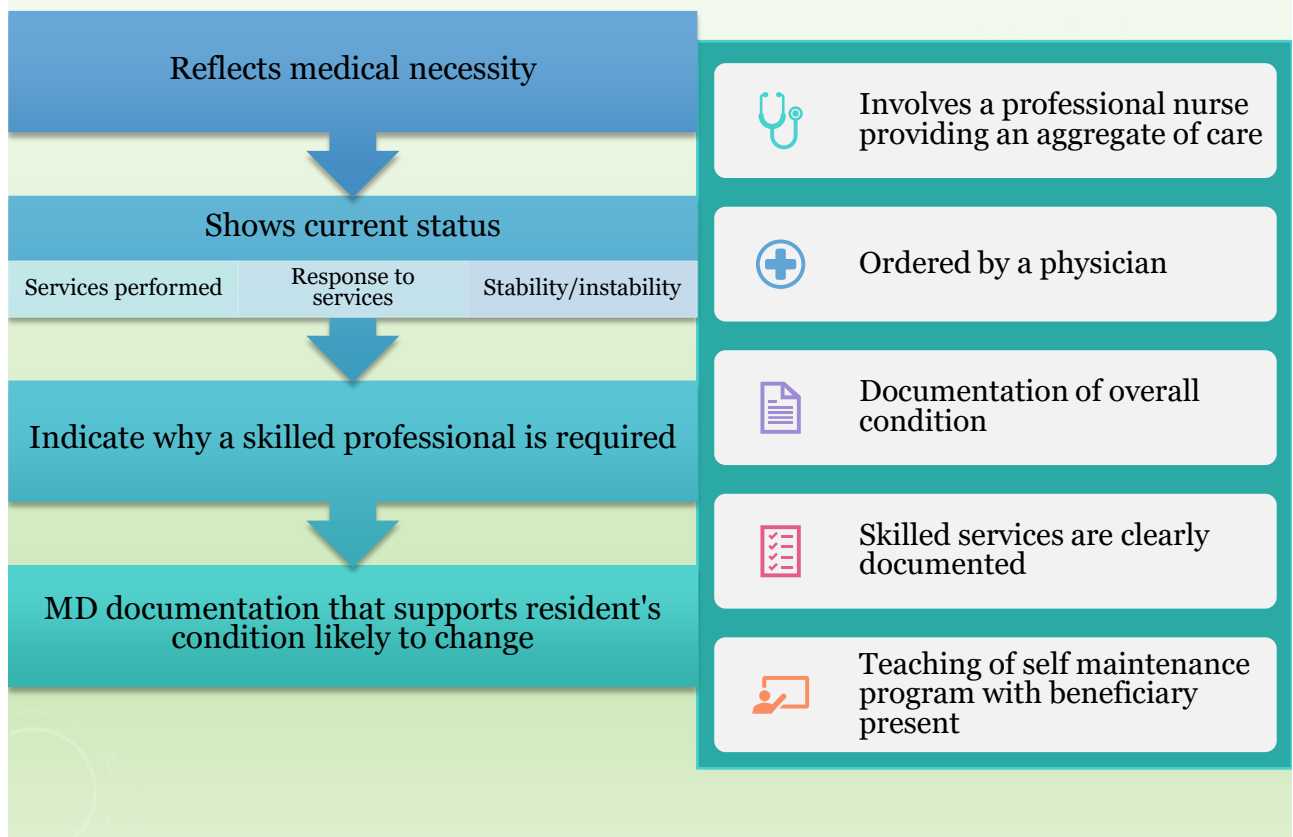 Reflects medical necessity
Shows current status
Services performed
Response to
services
Stability/instability
Indicate why a skilled professional is required
MD documentation that supports resident's
condition likely to change
Involves a professional nurse
providing an aggregate of care
Ordered by a physician
Documentation of overall
condition
Skilled services are clearly
documented
Teaching of self maintenance
program with beneficiary
present